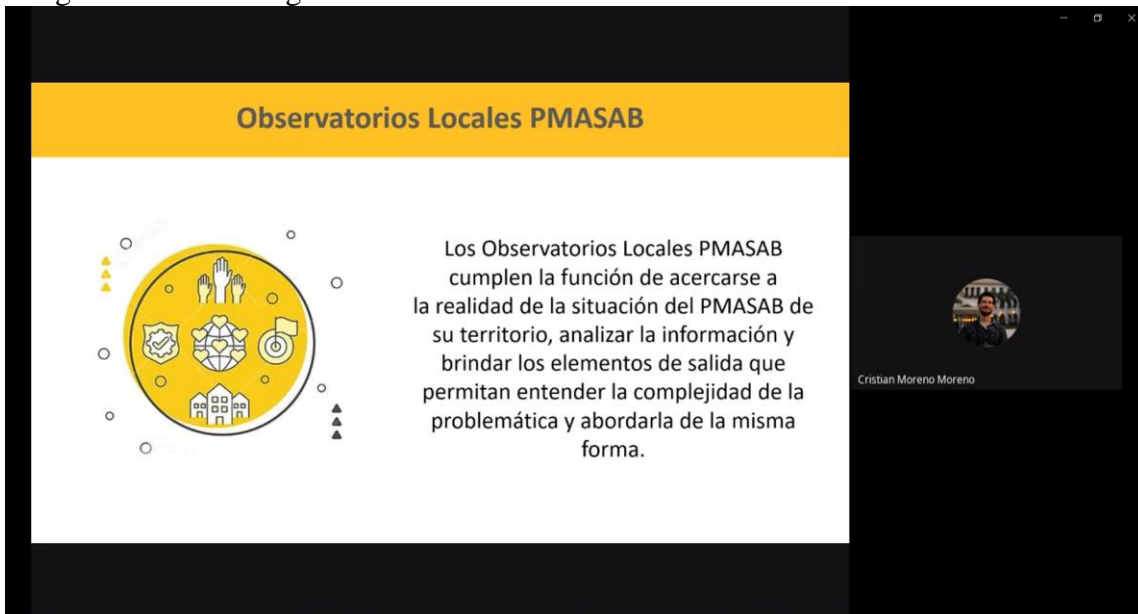 Observatorios Locales PMASAB
Los Observatorios Locales PMASAB
cumplen la función de acercarse a
la realidad de la situación del PMASAB de
su territorio, analizar la información y
brindar los elementos de salida que
permitan entender la complejidad de la
problemática y abordarla de la misma
forma.
Cristian Moreno Moreno